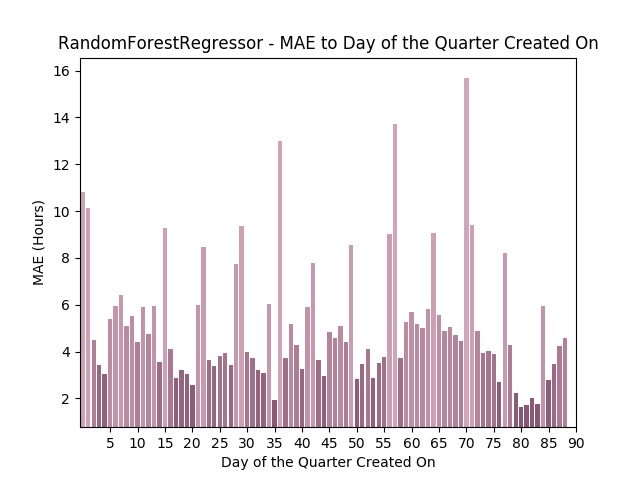 RandomForestRegressor - MAE to Day of the Quarter Created On
16
14
12
10
8
6
4
2
MAE (Hours)
5 10 15 20 25 30 35 40 45 50 55 60 65 70 75 80 85 90
Day of the Quarter Created On